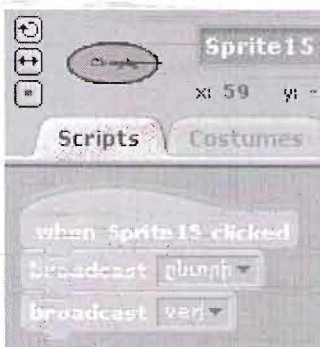 Sprite15
x: 59 y: -
Scripts Costumes
when Sprite15 clicked
broadcast
broadcast